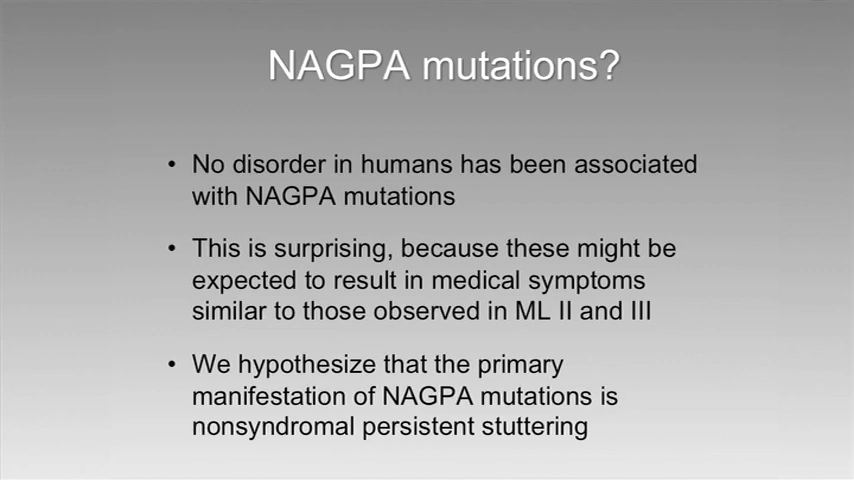 NAGPA mutations?
• No disorder in humans has been associated
with NAGPA mutations
• This is surprising, because these might be
expected to result in medical symptoms
similar to those observed in ML II and III
• We hypothesize that the primary
manifestation of NAGPA mutations is
nonsyndromal persistent stuttering